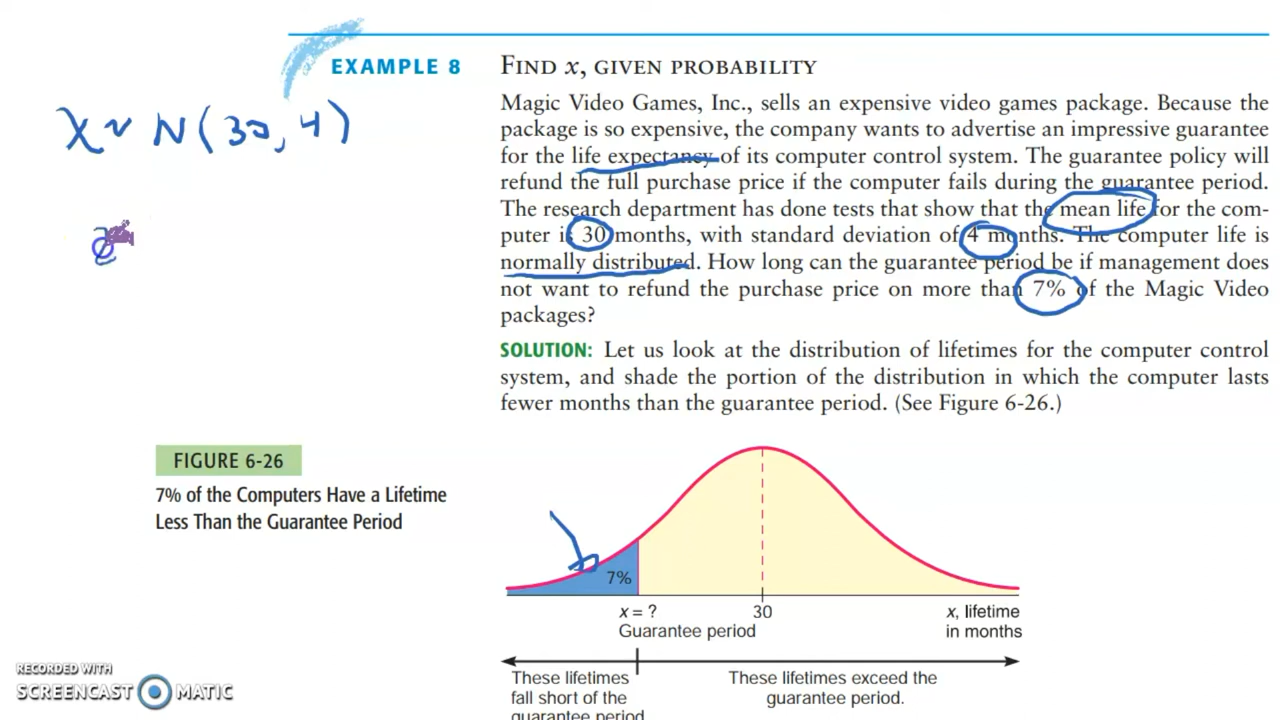 EXAMPLE 8
FIND x, GIVEN PROBABILITY
x ~ N(30, 4)
Magic Video Games, Inc., sells an expensive video games package. Because the
package is so expensive, the company wants to advertise an impressive guarantee
for the life expectancy of its computer control system. The guarantee policy will
refund the full purchase price if the computer fails during the guarantee period.
The research department has done tests that show that the mean life for the com-
puter is 30 months, with standard deviation of 4 months. The computer life is
normally distributed. How long can the guarantee period be if management does
not want to refund the purchase price on more than 7% of the Magic Video
packages?
SOLUTION: Let us look at the distribution of lifetimes for the computer control
system, and shade the portion of the distribution in which the computer lasts
fewer months than the guarantee period. (See Figure 6-26.)
FIGURE 6-26
7% of the Computers Have a Lifetime
Less Than the Guarantee Period
7%
x = ?
Guarantee period
30
x, lifetime
in months
These lifetimes
fall short of the
guarantee period
These lifetimes exceed the
guarantee period.
RECORDED WITH
SCREENCAST MATIC